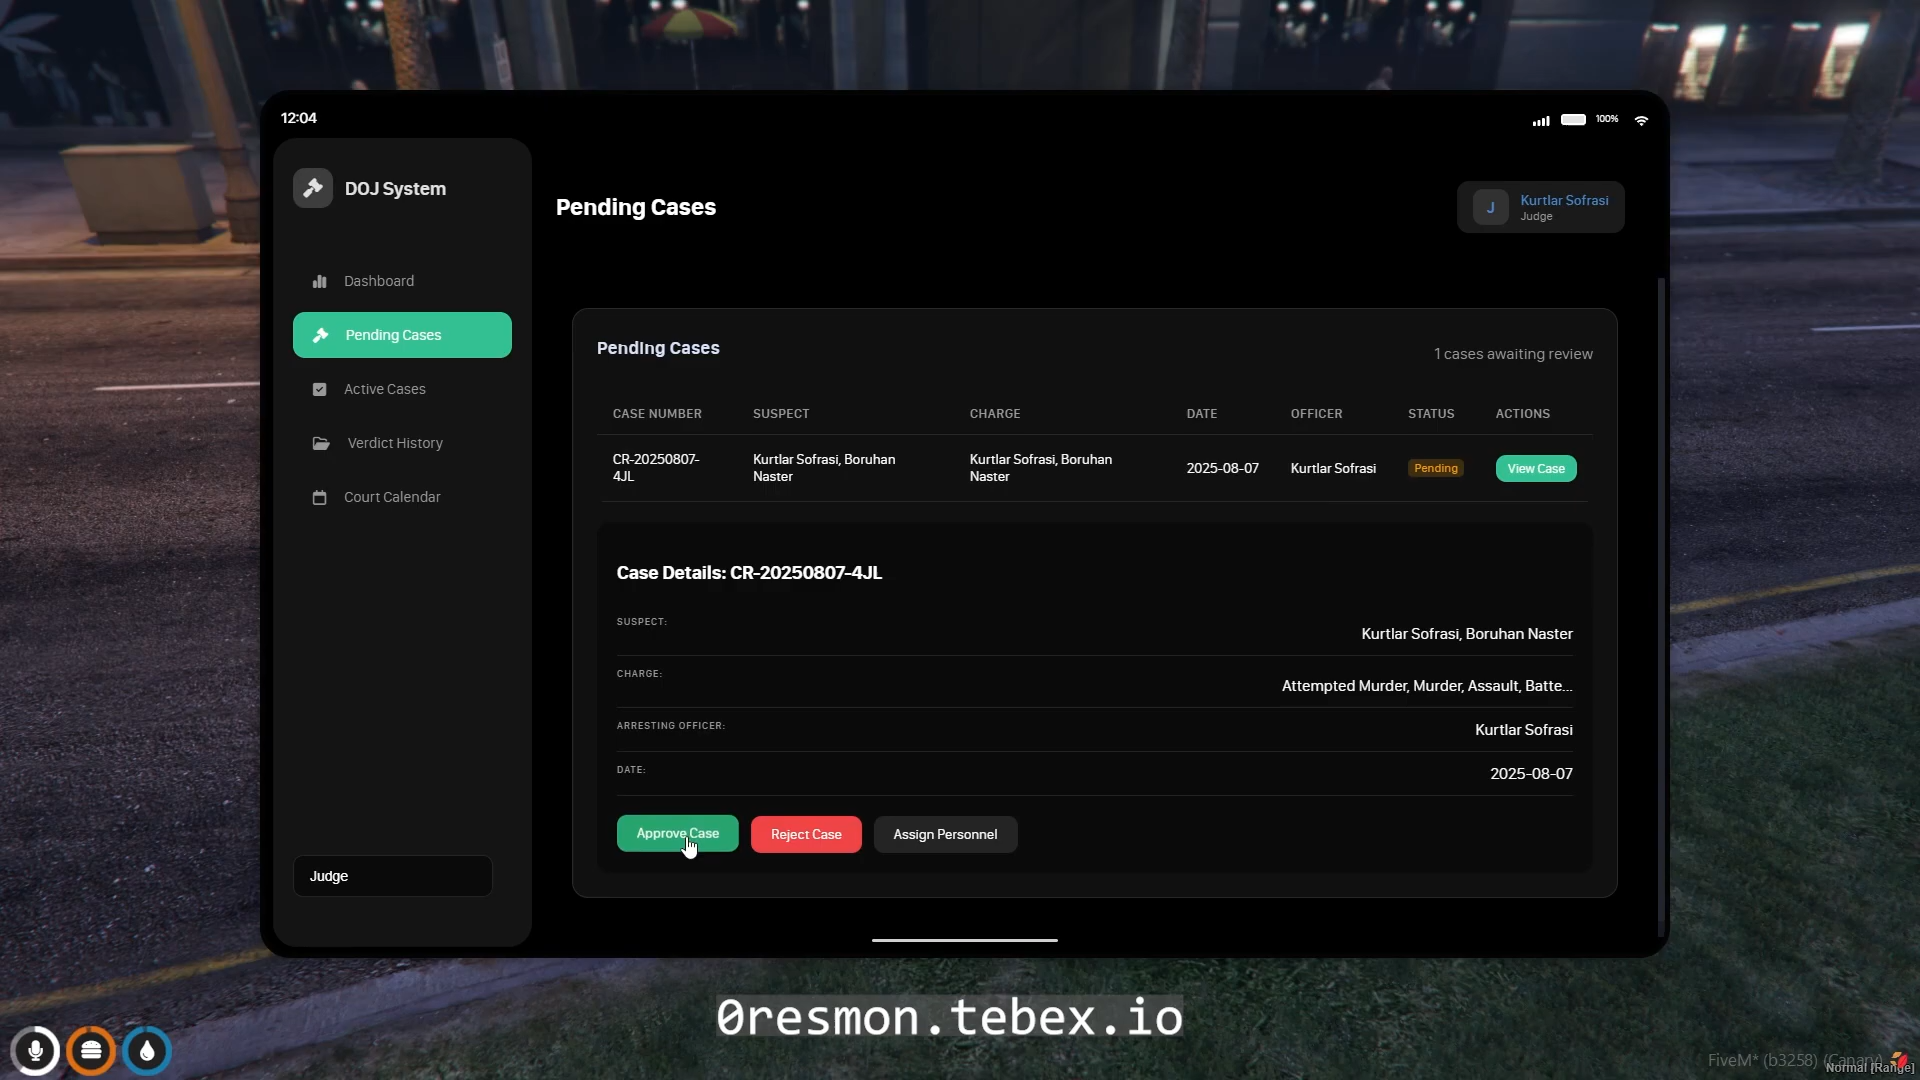 12:04
100%
DOJ System
Pending Cases
J
Kurtlar Sofrasi
Judge
Dashboard
Pending Cases
Active Cases
Verdict History
Court Calendar
Judge
Pending Cases
1 cases awaiting review
CASE NUMBER SUSPECT CHARGE DATE OFFICER STATUS ACTIONS
CR-20250807-4JL Kurtlar Sofrasi, Boruhan Naster Kurtlar Sofrasi, Boruhan Naster 2025-08-07 Kurtlar Sofrasi Pending View Case
Case Details: CR-20250807-4JL
SUSPECT:
Kurtlar Sofrasi, Boruhan Naster
CHARGE:
Attempted Murder, Murder, Assault, Batte...
ARRESTING OFFICER:
Kurtlar Sofrasi
DATE:
2025-08-07
Approve Case Reject Case Assign Personnel
0resmon.tebex.io
FiveM* (b3258) (Canary)
Normal [Range]